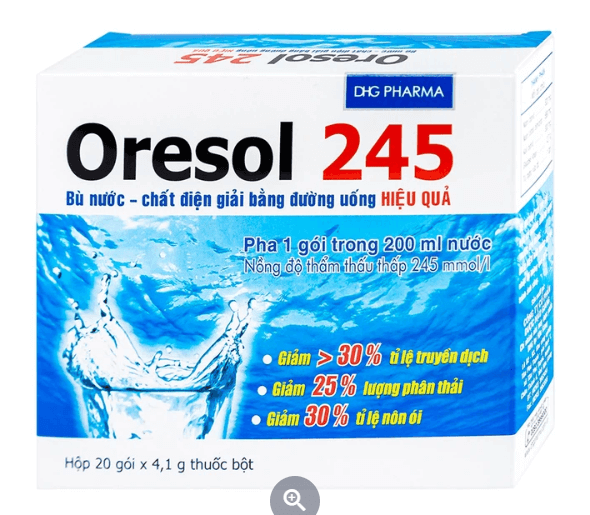 Oresol 245
DHG PHARMA
Oresol 245
Bù nước – chất điện giải bằng đường uống HIỆU QUẢ
Pha 1 gói trong 200 ml nước
Nồng độ thẩm thấu thấp 245 mmol/l
• Giảm > 30% tỉ lệ truyền dịch
• Giảm 25% lượng phân thải
• Giảm 30% tỉ lệ nôn ói
Hộp 20 gói x 4,1 g thuốc bột